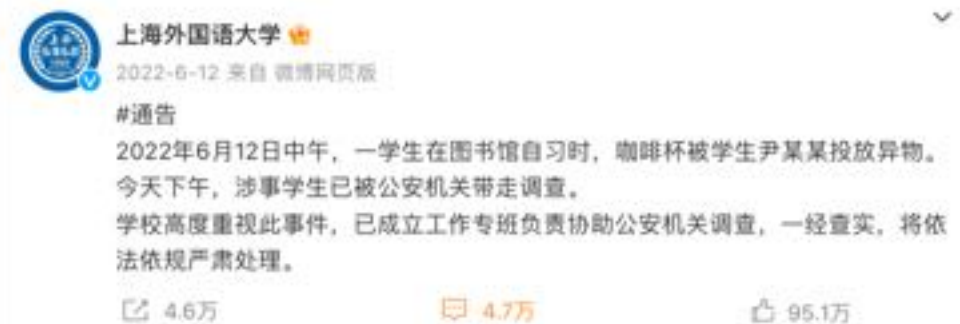 上海外国语大学
2022-6-12 来自 微博网页版
#通告
2022年6月12日中午，一学生在图书馆自习时，咖啡杯被学生尹某某投放异物。
今天下午，涉事学生已被公安机关带走调查。
学校高度重视此事件，已成立工作专班负责协助公安机关调查，一经查实，将依
法依规严肃处理。
4.6万 4.7万 95.1万